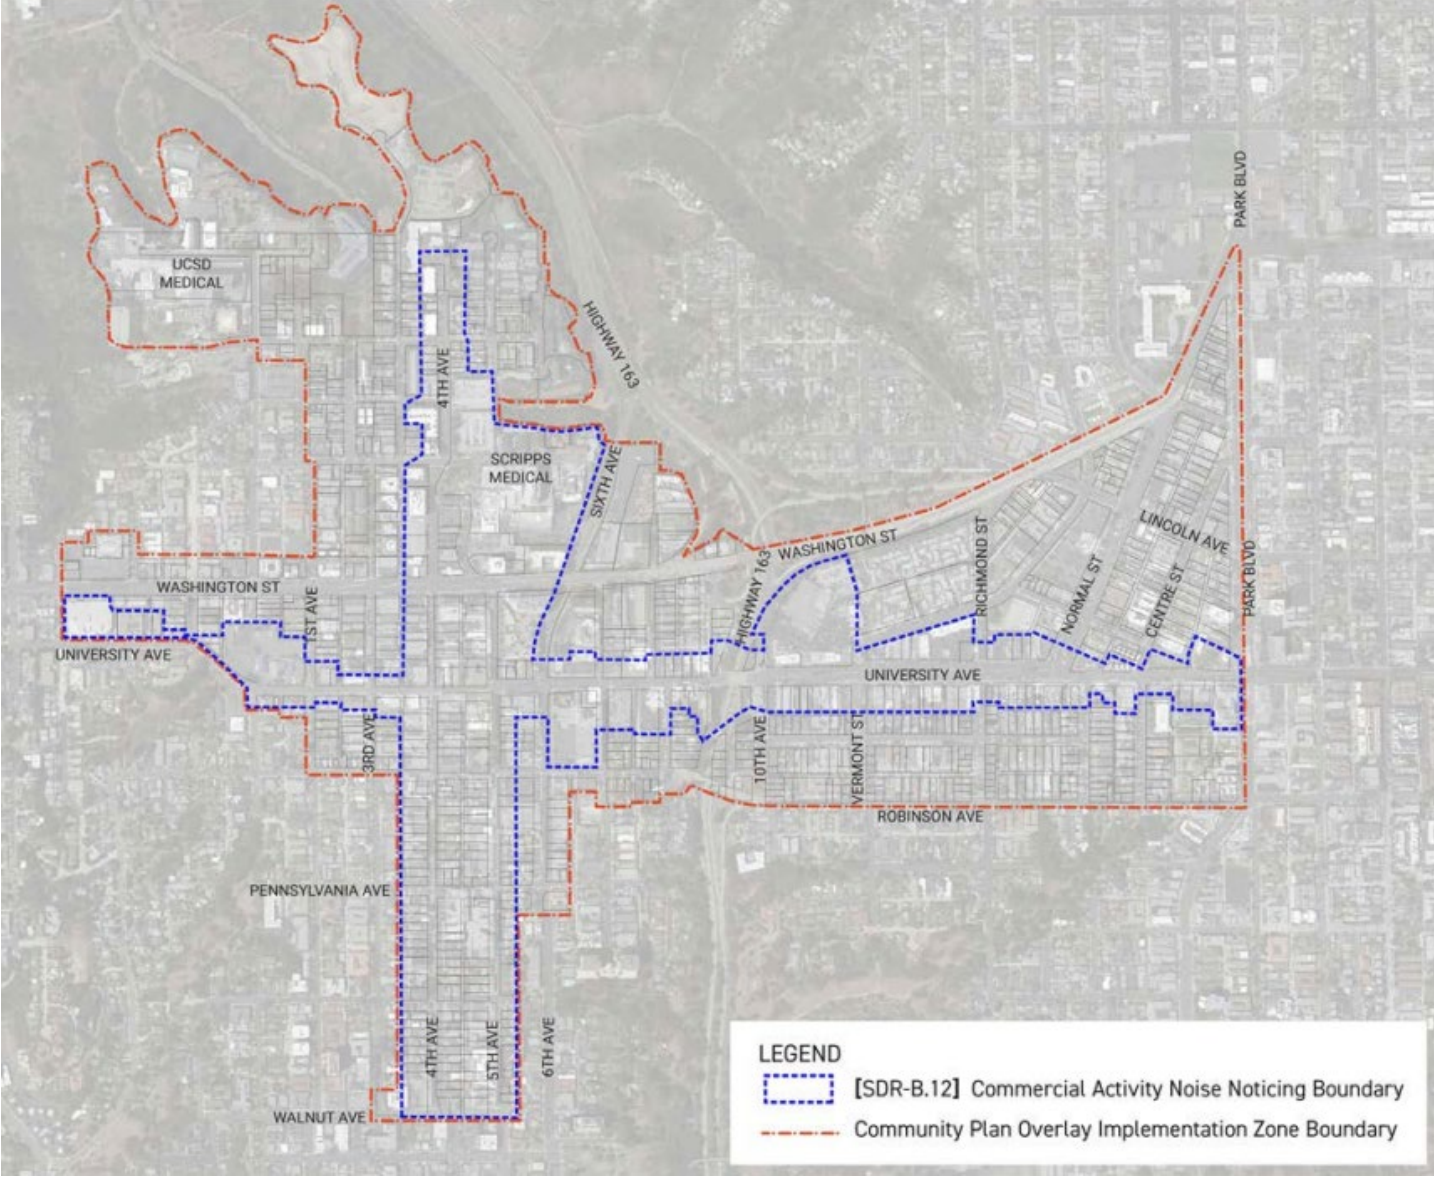 PARK BLVD
UCSD
MEDICAL
HIGHWAY 163
4TH AVE
SCRIPPS
MEDICAL
SIXTH AVE
LINCOLN AVE
WASHINGTON ST
RICHMOND ST
HIGHWAY 163
NORMAL ST
CENTRE ST
PARK BLVD
WASHINGTON ST
1ST AVE
UNIVERSITY AVE
UNIVERSITY AVE
3RD AVE
10TH AVE
VERMONT ST
ROBINSON AVE
PENNSYLVANIA AVE
4TH AVE
5TH AVE
6TH AVE
WALNUT AVE
LEGEND
[SDR-B.12] Commercial Activity Noise Noticing Boundary
Community Plan Overlay Implementation Zone Boundary